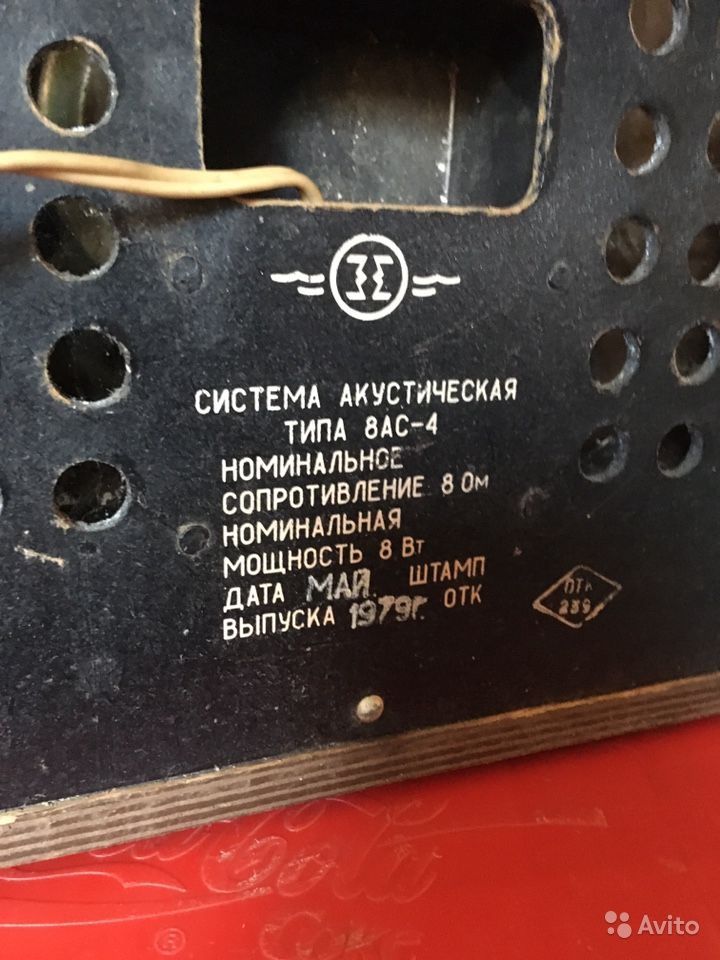 СИСТЕМА АКУСТИЧЕСКАЯ
ТИПА 8АС-4
НОМИНАЛЬНОЕ
СОПРОТИВЛЕНИЕ 8 Ом
НОМИНАЛЬНАЯ
МОЩНОСТЬ 8 Вт
ДАТА МАЙ. ШТАМП
ВЫПУСКА 1979г. ОТК
ОТК
Cola
Avito